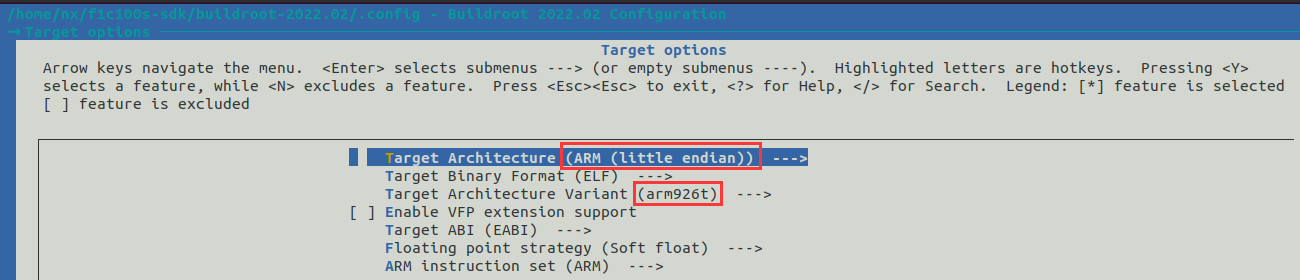 /home/nx/f1c100s-sdk/buildroot-2022.02/.config - Buildroot 2022.02 Configuration
→ Target options
Target options
Arrow keys navigate the menu.  <Enter> selects submenus ---> (or empty submenus ----).  Highlighted letters are hotkeys.  Pressing <Y>
selects a feature, while <N> excludes a feature.  Press <Esc><Esc> to exit, <?> for Help, </> for Search.  Legend: [*] feature is selected
[ ] feature is excluded
Target Architecture (ARM (little endian))  --->
Target Binary Format (ELF)  --->
Target Architecture Variant (arm926t)  --->
[ ] Enable VFP extension support
Target ABI (EABI)  --->
Floating point strategy (Soft float)  --->
ARM instruction set (ARM)  --->